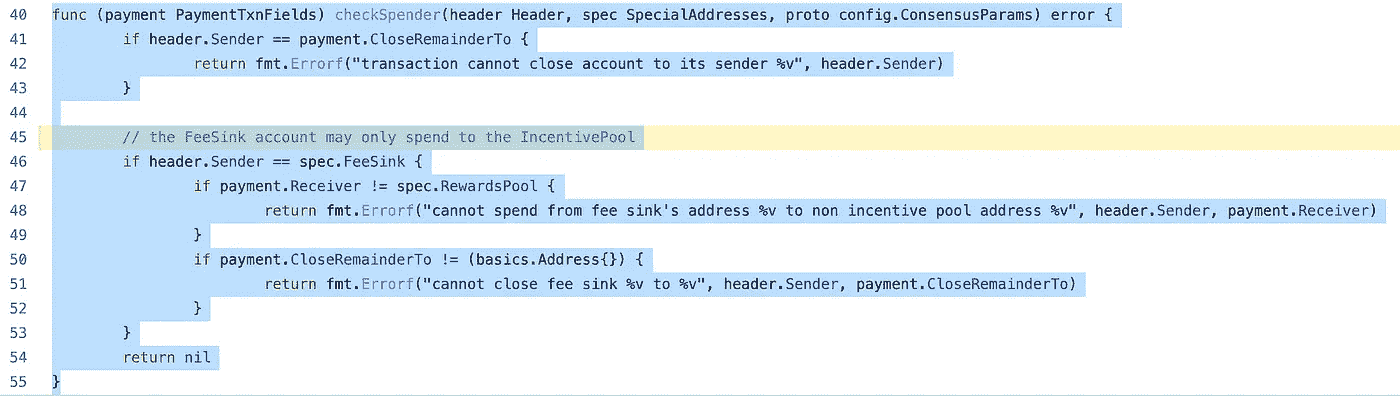 40 func (payment PaymentTxnFields) checkSpender(header Header, spec SpecialAddresses, proto config.ConsensusParams) error {
41 if header.Sender == payment.CloseRemainderTo {
42 return fmt.Errorf("transaction cannot close account to its sender %v", header.Sender)
43 }
44
45 // the FeeSink account may only spend to the IncentivePool
46 if header.Sender == spec.FeeSink {
47 if payment.Receiver != spec.RewardsPool {
48 return fmt.Errorf("cannot spend from fee sink's address %v to non incentive pool address %v", header.Sender, payment.Receiver)
49 }
50 if payment.CloseRemainderTo != (basics.Address{}) {
51 return fmt.Errorf("cannot close fee sink %v to %v", header.Sender, payment.CloseRemainderTo)
52 }
53 }
54 return nil
55 }